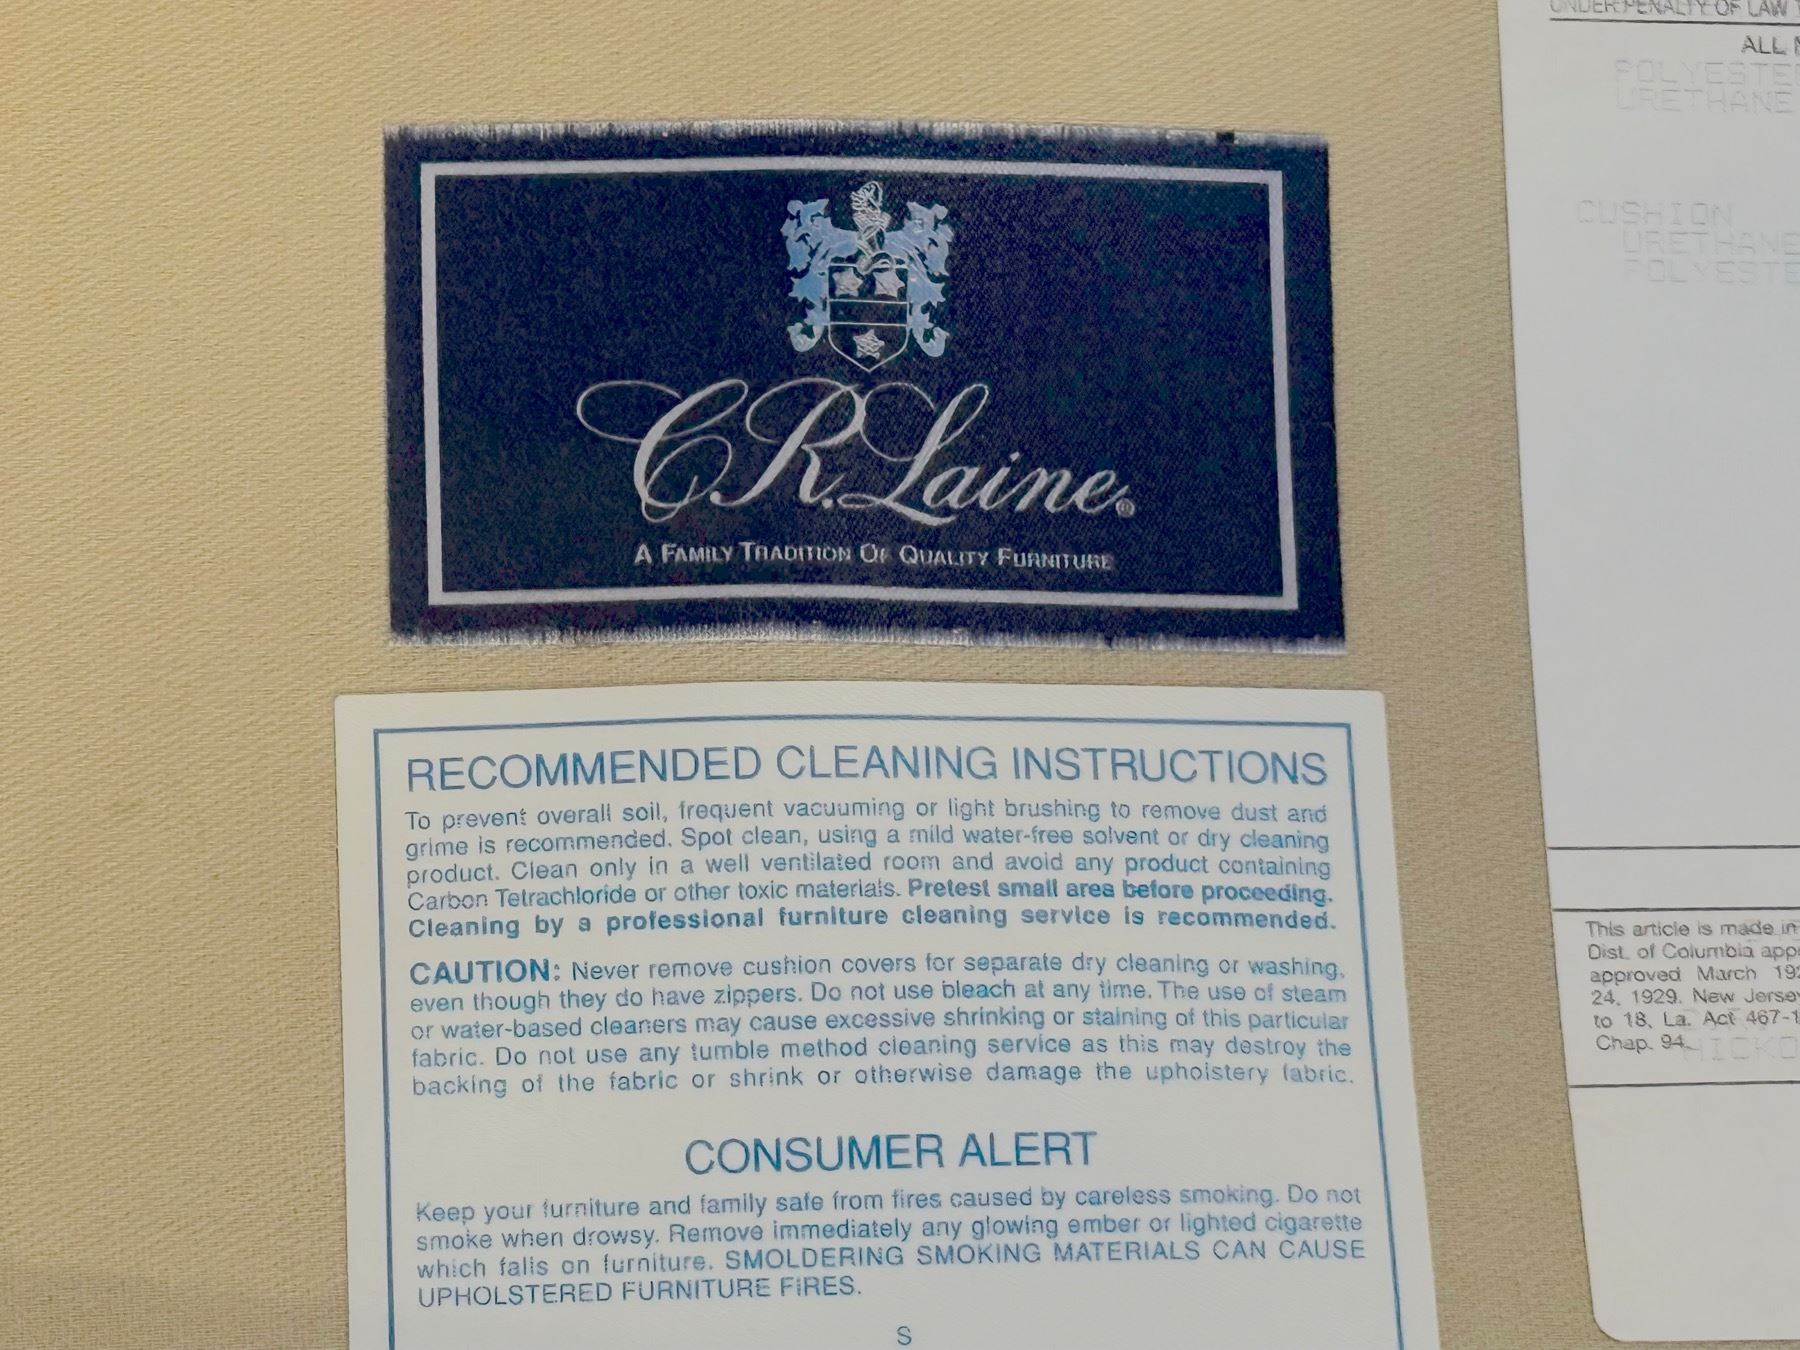 C.R. Laine®
A FAMILY TRADITION OF QUALITY FURNITURE
RECOMMENDED CLEANING INSTRUCTIONS
To prevent overall soil, frequent vacuuming or light brushing to remove dust and
grime is recommended. Spot clean, using a mild water-free solvent or dry cleaning
product. Clean only in a well ventilated room and avoid any product containing
Carbon Tetrachloride or other toxic materials. Pretest small area before proceeding.
Cleaning by a professional furniture cleaning service is recommended.
CAUTION: Never remove cushion covers for separate dry cleaning or washing,
even though they do have zippers. Do not use bleach at any time. The use of steam
or water-based cleaners may cause excessive shrinking or staining of this particular
fabric. Do not use any tumble method cleaning service as this may destroy the
backing of the fabric or shrink or otherwise damage the upholstery fabric.
CONSUMER ALERT
Keep your furniture and family safe from fires caused by careless smoking. Do not
smoke when drowsy. Remove immediately any glowing ember or lighted cigarette
which falls on furniture. SMOLDERING SMOKING MATERIALS CAN CAUSE
UPHOLSTERED FURNITURE FIRES.
S
UNDER PENALTY OF LAW
ALL
POLYESTE
URETHANE
CUSHION
URETHANE
POLYESTE
This article is made in
Dist. of Columbia app
approved March 19
24, 1929. New Jersey
to 18, La. Act 467-1
Chap. 94. HICKO